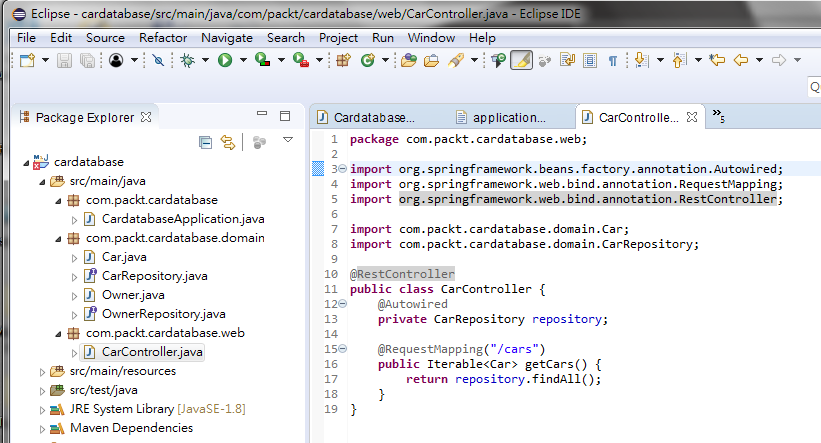 Eclipse - cardatabase/src/main/java/com/packt/cardatabase/web/CarController.java - Eclipse IDE
File Edit Source Refactor Navigate Search Project Run Window Help
Package Explorer
cardatabase
src/main/java
com.packt.cardatabase
CardatabaseApplication.java
com.packt.cardatabase.domain
Car.java
CarRepository.java
Owner.java
OwnerRepository.java
com.packt.cardatabase.web
CarController.java
src/main/resources
src/test/java
JRE System Library [JavaSE-1.8]
Maven Dependencies
Q
Cardatabase... application... CarControlle... »5
1 package com.packt.cardatabase.web;
2
3 import org.springframework.beans.factory.annotation.Autowired;
4 import org.springframework.web.bind.annotation.RequestMapping;
5 import org.springframework.web.bind.annotation.RestController;
6
7 import com.packt.cardatabase.domain.Car;
8 import com.packt.cardatabase.domain.CarRepository;
9
10 @RestController
11 public class CarController {
12 @Autowired
13 private CarRepository repository;
14
15 @RequestMapping("/cars")
16 public Iterable<Car> getCars() {
17 return repository.findAll();
18 }
19 }